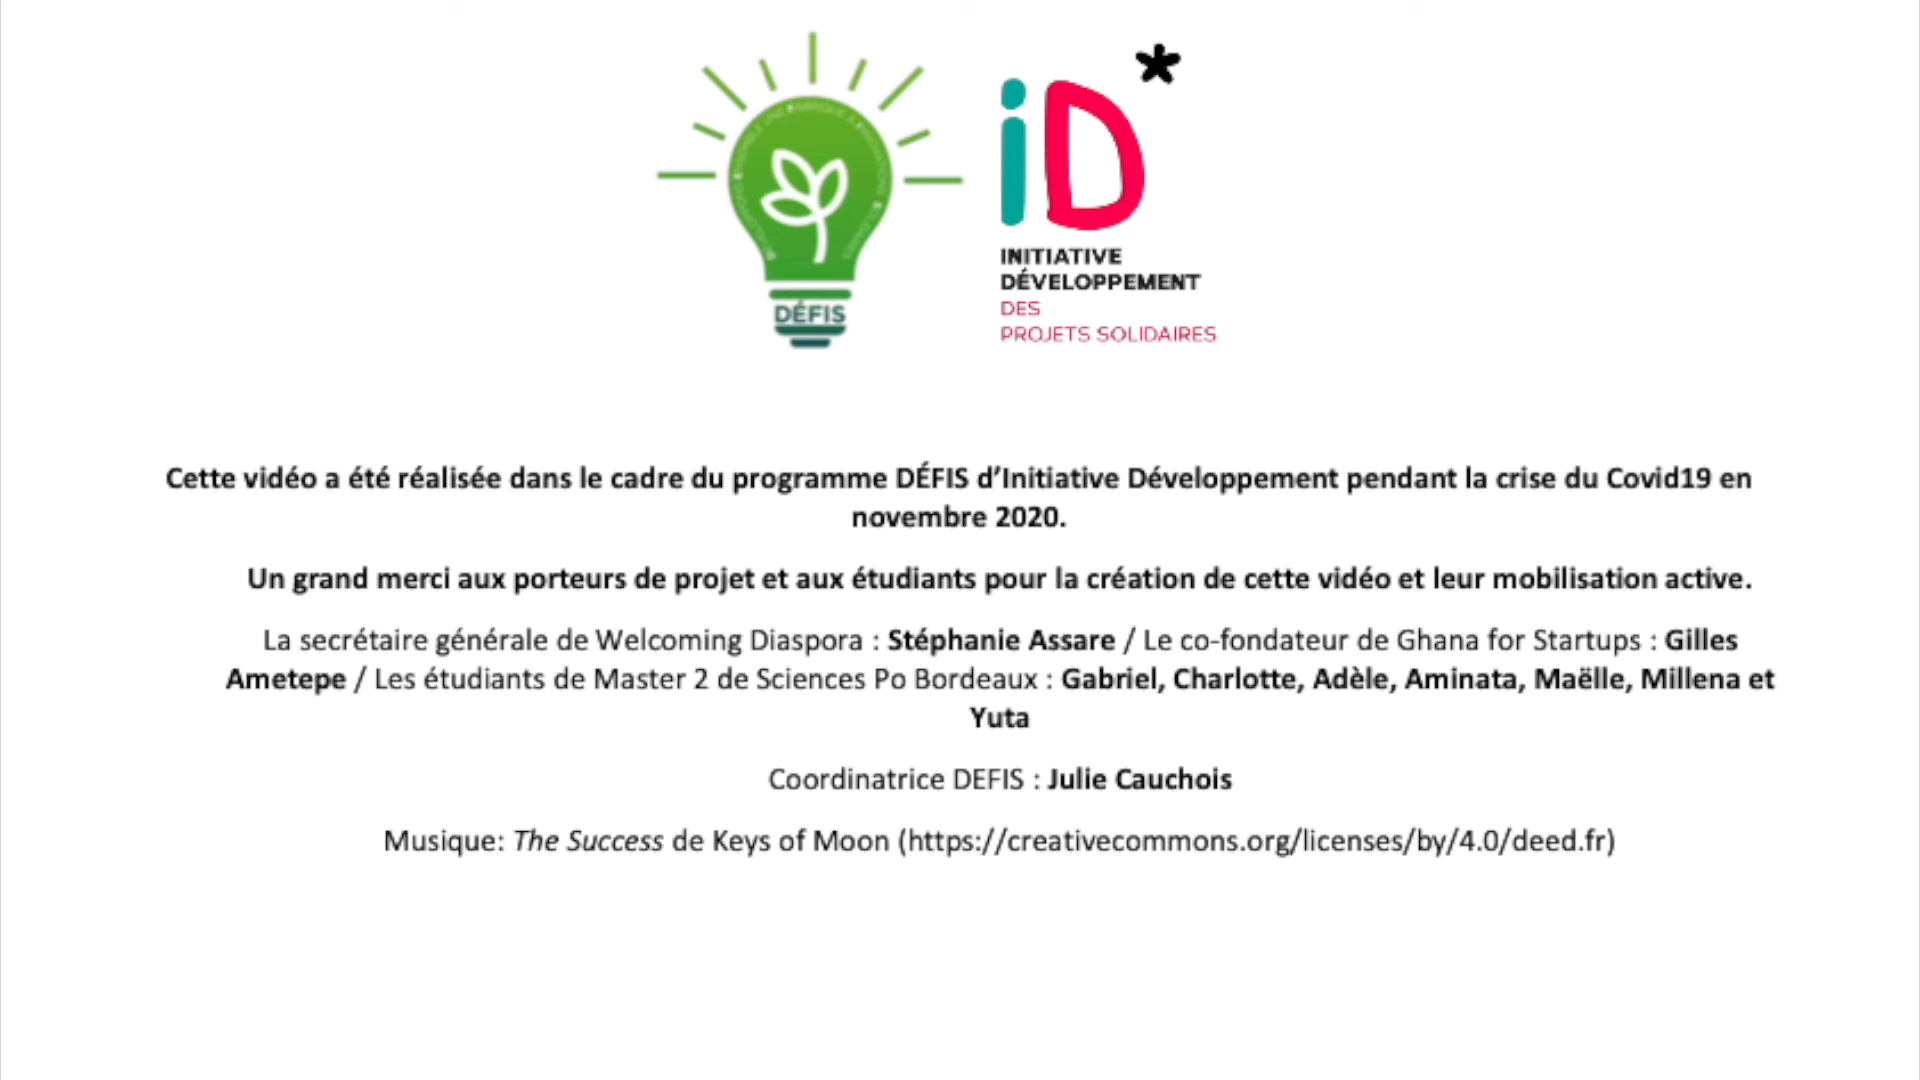 DÉFIS
iD*
INITIATIVE
DÉVELOPPEMENT
DES
PROJETS SOLIDAIRES
Cette vidéo a été réalisée dans le cadre du programme DÉFIS d’Initiative Développement pendant la crise du Covid19 en
novembre 2020.
Un grand merci aux porteurs de projet et aux étudiants pour la création de cette vidéo et leur mobilisation active.
La secrétaire générale de Welcoming Diaspora : Stéphanie Assare / Le co-fondateur de Ghana for Startups : Gilles
Ametepe / Les étudiants de Master 2 de Sciences Po Bordeaux : Gabriel, Charlotte, Adèle, Aminata, Maëlle, Millena et
Yuta
Coordinatrice DEFIS : Julie Cauchois
Musique: The Success de Keys of Moon (https://creativecommons.org/licenses/by/4.0/deed.fr)